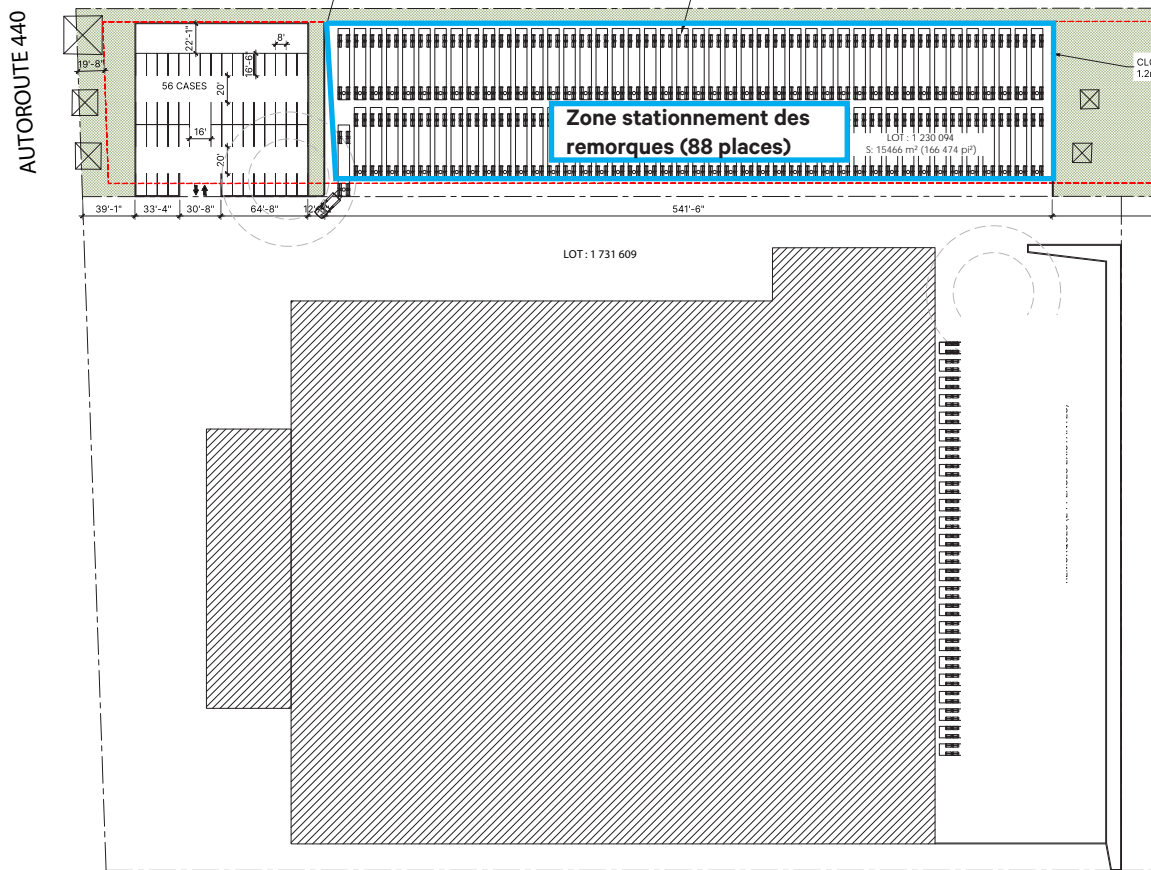 AUTOROUTE 440
19'-8"
22'-1"
8'
16'-6"
56 CASES
20'
16'
20'
Zone stationnement des
remorques (88 places)
LOT : 1 230 094
S: 15466 m² (166 474 pi²)
CLO
1.2
39'-1"
33'-4"
30'-8"
64'-8"
541'-6"
LOT : 1 731 609